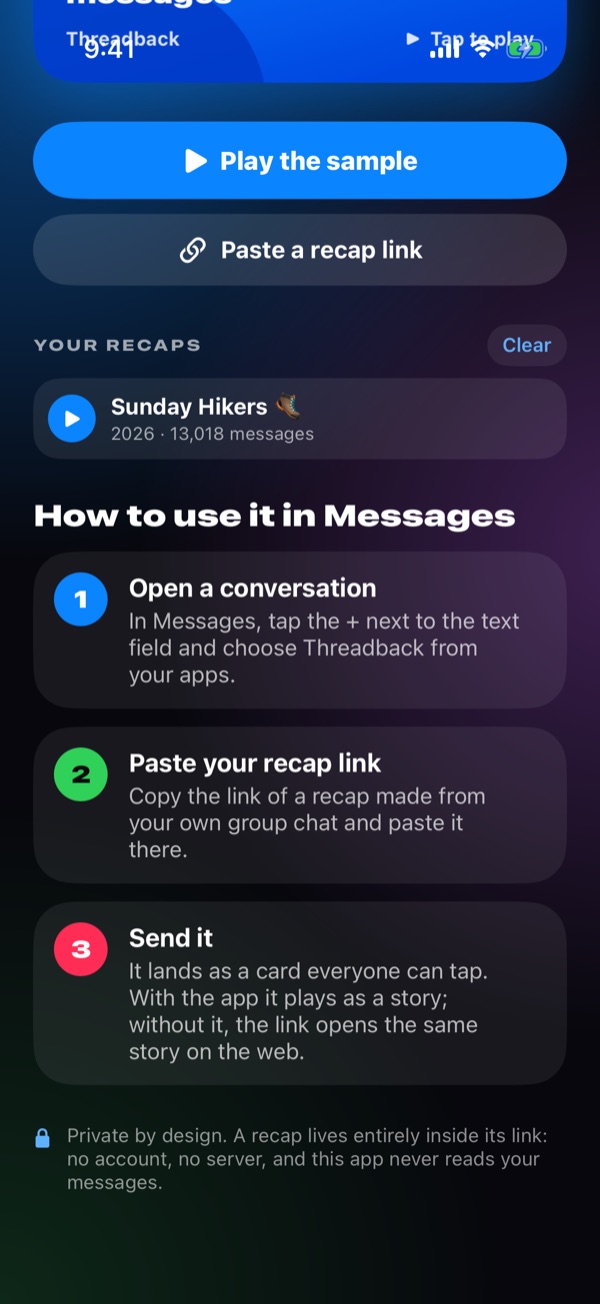 messages
Threadback
Tap to play
9:41
Play the sample
Paste a recap link
YOUR RECAPS
Clear
Sunday Hikers 🥾
2026 · 13,018 messages
How to use it in Messages
1
Open a conversation
In Messages, tap the + next to the text
field and choose Threadback from
your apps.
2
Paste your recap link
Copy the link of a recap made from
your own group chat and paste it
there.
3
Send it
It lands as a card everyone can tap.
With the app it plays as a story;
without it, the link opens the same
story on the web.
Private by design. A recap lives entirely inside its link:
no account, no server, and this app never reads your
messages.